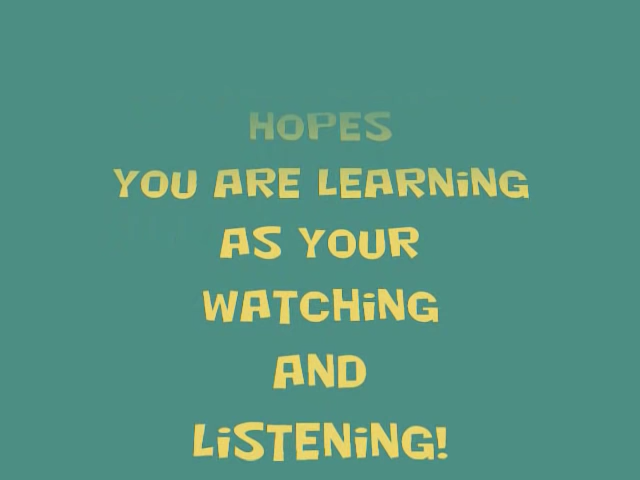 HOPES
YOU ARE LEARNiNG
AS YOUR
WATCHiNG
AND
LiSTENiNG!